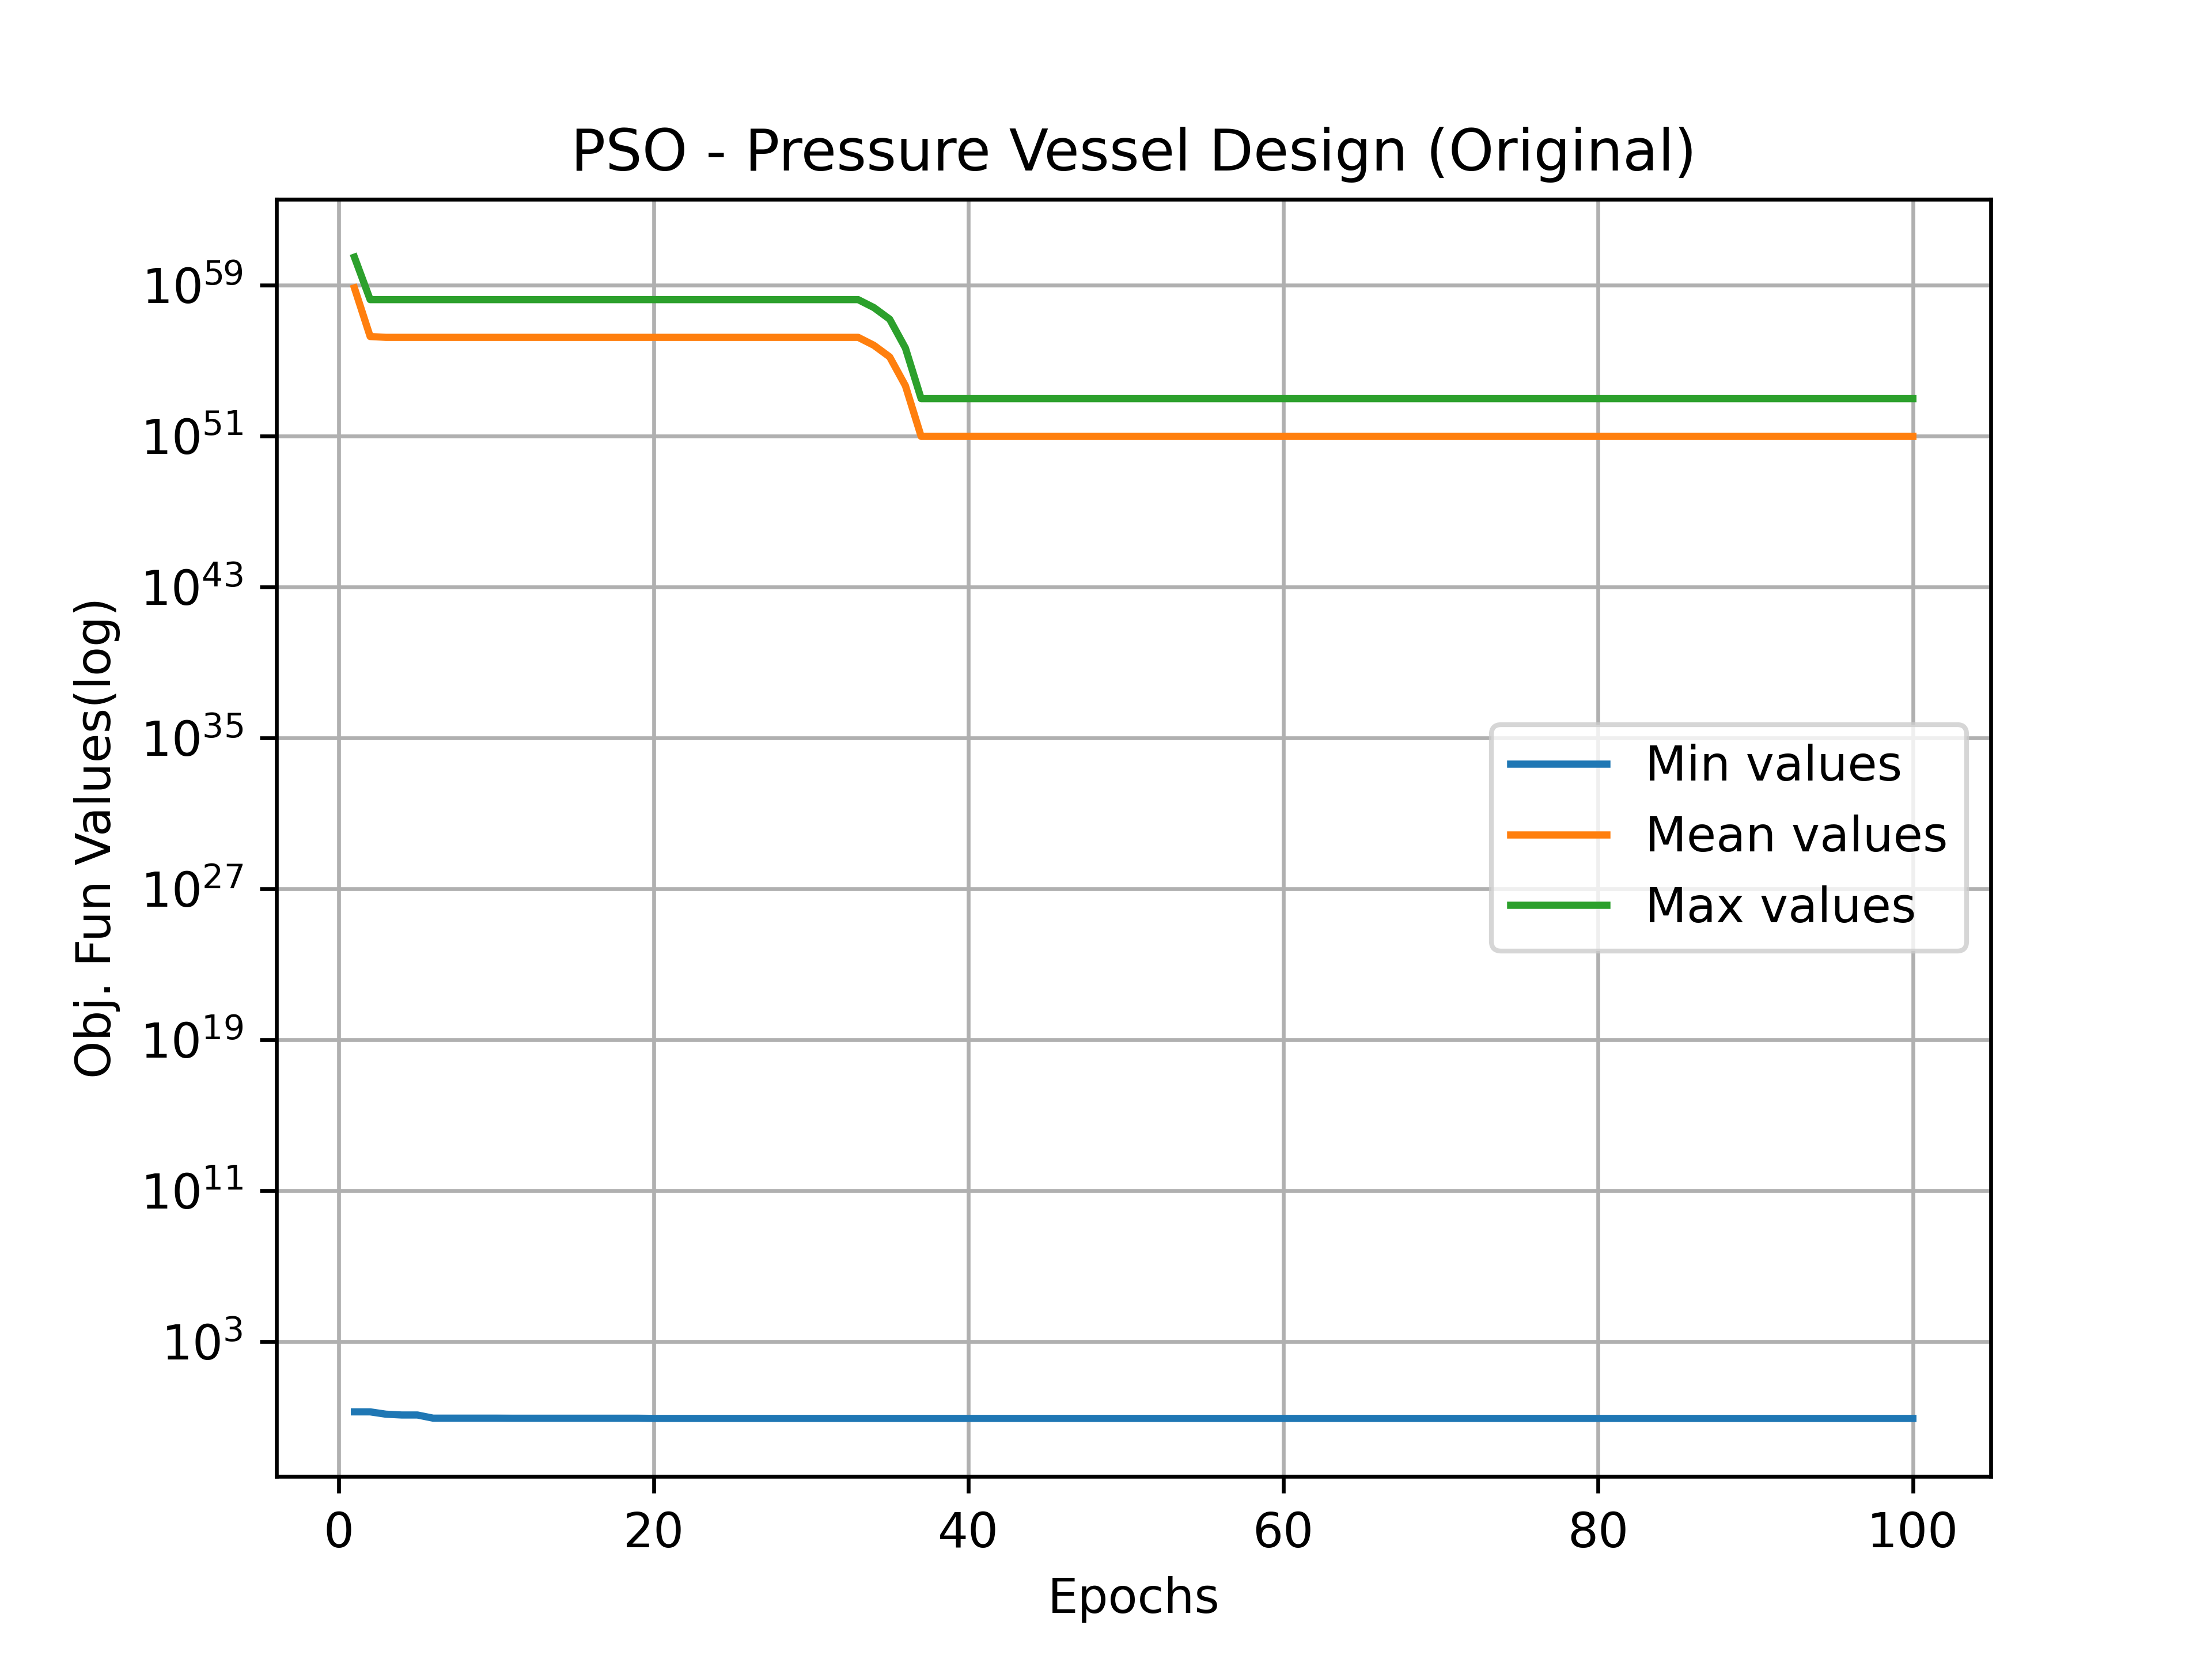 PSO - Pressure Vessel Design (Original)
Obj. Fun Values(log)
10^59
10^51
10^43
10^35
10^27
10^19
10^11
10^3
Min values
Mean values
Max values
0 20 40 60 80 100
Epochs